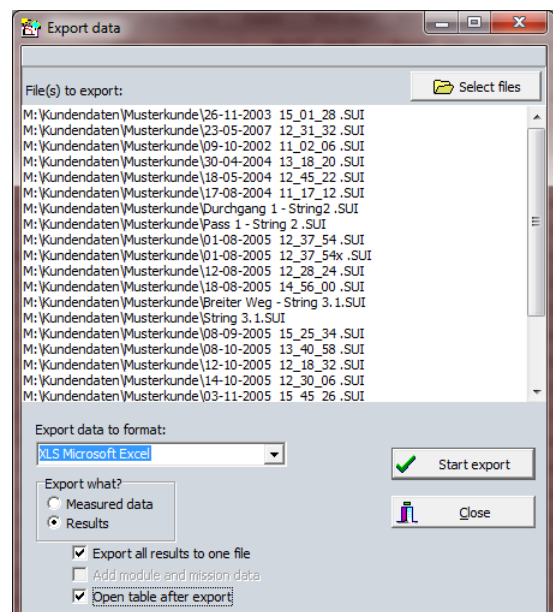 Export data
File(s) to export:
Select files
M:\Kundendaten\Musterkunde\26-11-2003  15_01_28 .SUI
M:\Kundendaten\Musterkunde\23-05-2007  12_31_32 .SUI
M:\Kundendaten\Musterkunde\09-10-2002  11_02_06 .SUI
M:\Kundendaten\Musterkunde\30-04-2004  13_18_20 .SUI
M:\Kundendaten\Musterkunde\18-05-2004  12_45_22 .SUI
M:\Kundendaten\Musterkunde\17-08-2004  11_17_12 .SUI
M:\Kundendaten\Musterkunde\Durchgang 1 - String2 .SUI
M:\Kundendaten\Musterkunde\Pass 1 - String 2 .SUI
M:\Kundendaten\Musterkunde\01-08-2005  12_37_54 .SUI
M:\Kundendaten\Musterkunde\01-08-2005  12_37_54x .SUI
M:\Kundendaten\Musterkunde\12-08-2005  12_28_24 .SUI
M:\Kundendaten\Musterkunde\18-08-2005  14_56_00 .SUI
M:\Kundendaten\Musterkunde\Breiter Weg - String 3.1.SUI
M:\Kundendaten\Musterkunde\String 3.1.SUI
M:\Kundendaten\Musterkunde\08-09-2005  15_25_34 .SUI
M:\Kundendaten\Musterkunde\08-10-2005  13_40_58 .SUI
M:\Kundendaten\Musterkunde\12-10-2005  12_18_32 .SUI
M:\Kundendaten\Musterkunde\14-10-2005  12_30_06 .SUI
M:\Kundendaten\Musterkunde\03-11-2005  15_45_26 .SUI
Export data to format:
XLS Microsoft Excel
Start export
Export what?
Measured data
Results
Close
Export all results to one file
Add module and mission data
Open table after export